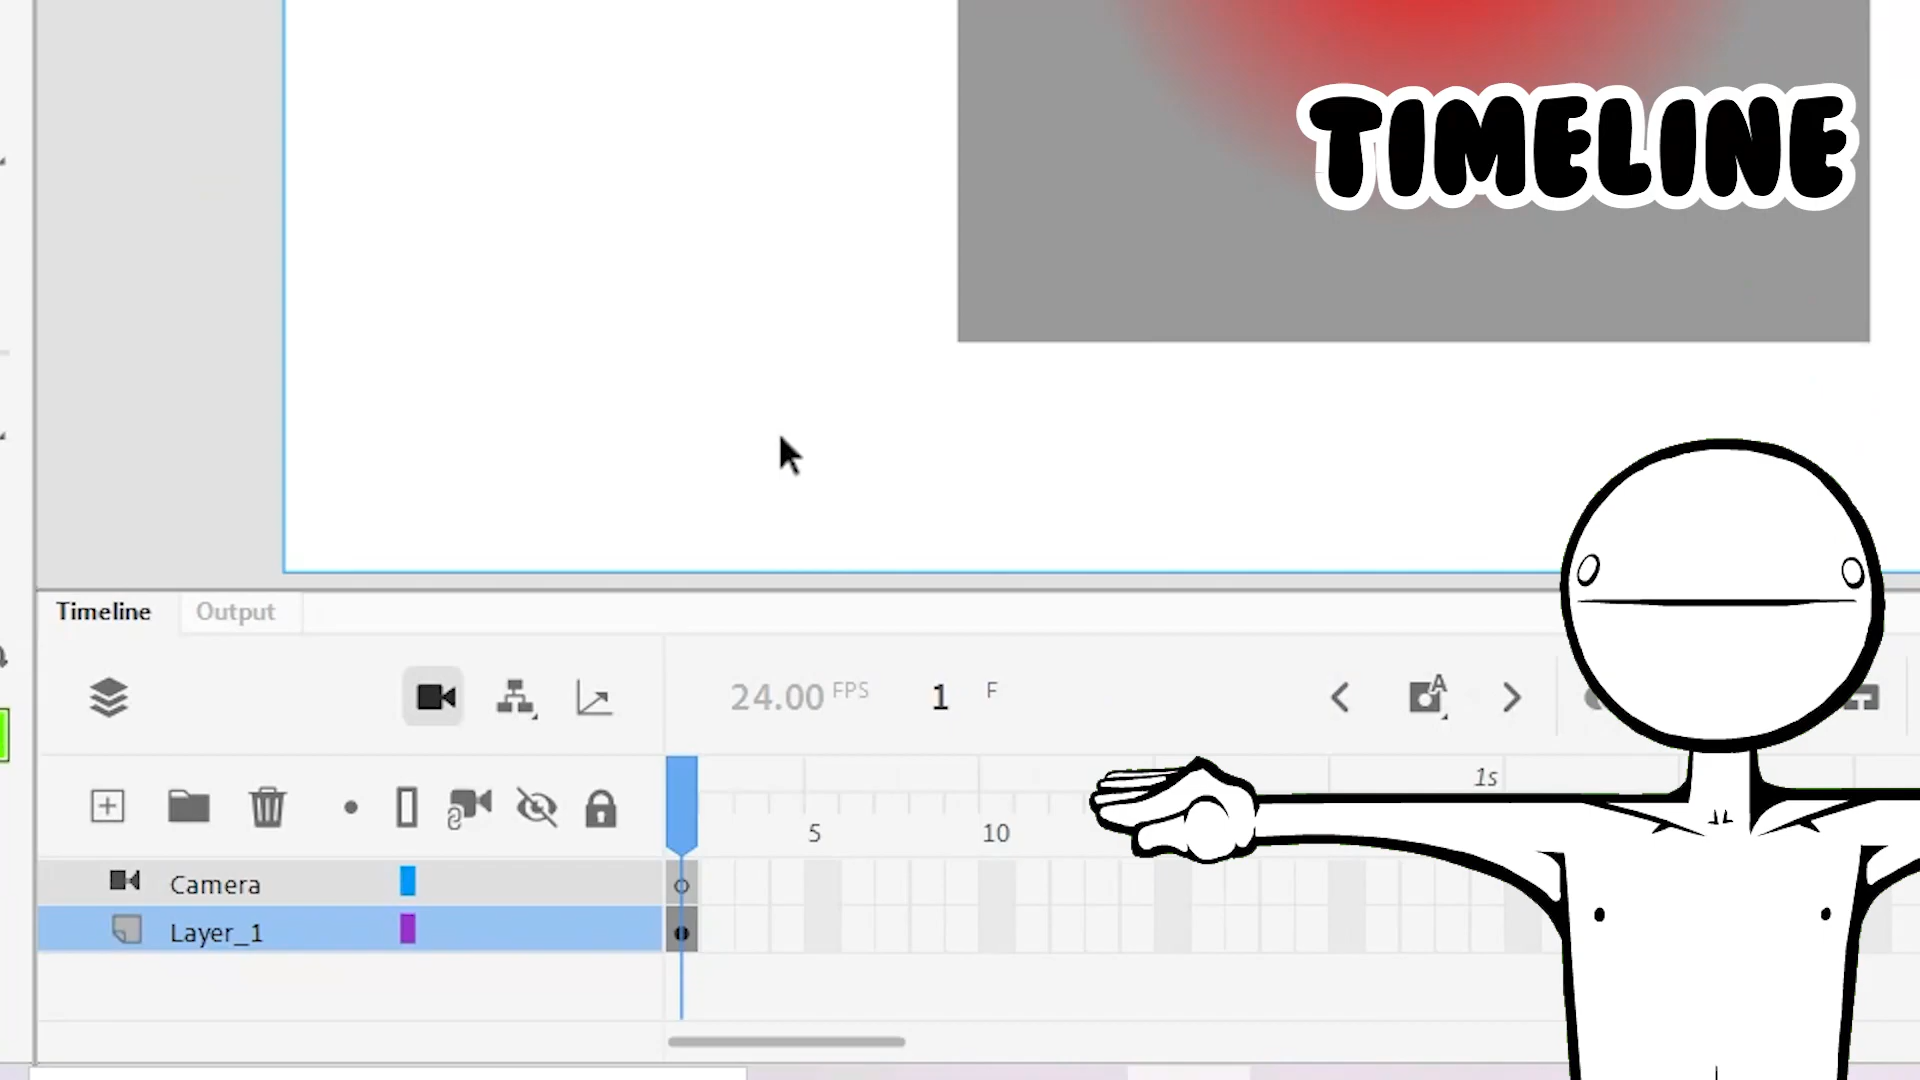 TIMELINE
Timeline Output
24.00 FPS 1 F
A
1s
5 10
Camera
Layer_1